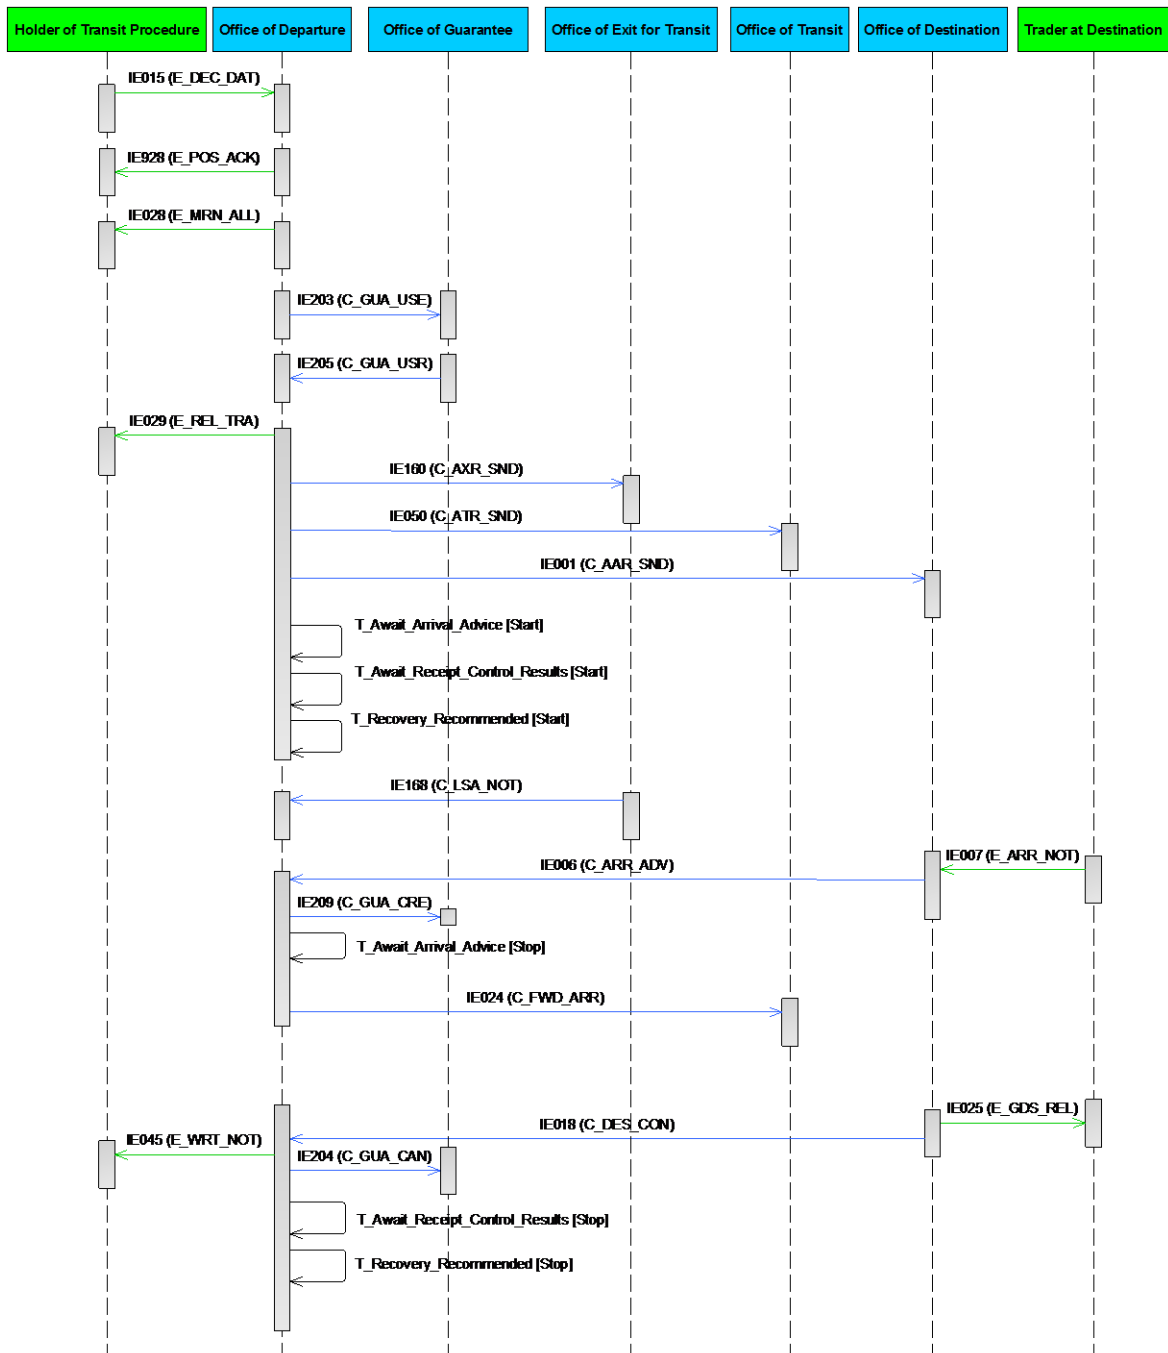 Holder of Transit Procedure
Office of Departure
Office of Guarantee
Office of Exit for Transit
Office of Transit
Office of Destination
Trader at Destination
IE015 (E_DEC_DAT)
IE928 (E_POS_ACK)
IE028 (E_MRN_ALL)
IE203 (C_GUA_USE)
IE205 (C_GUA_USR)
IE029 (E_REL_TRA)
IE160 (C_AXR_SND)
IE050 (C_ATR_SND)
IE001 (C_AAR_SND)
T_Await_Arrival_Advice [Start]
T_Await_Receipt_Control_Results [Start]
T_Recovery_Recommended [Start]
IE168 (C_LSA_NOT)
IE007 (E_ARR_NOT)
IE006 (C_ARR_ADV)
IE209 (C_GUA_CRE)
T_Await_Arrival_Advice [Stop]
IE024 (C_FWD_ARR)
IE025 (E_GDS_REL)
IE018 (C_DES_CON)
IE045 (E_WRT_NOT)
IE204 (C_GUA_CAN)
T_Await_Receipt_Control_Results [Stop]
T_Recovery_Recommended [Stop]